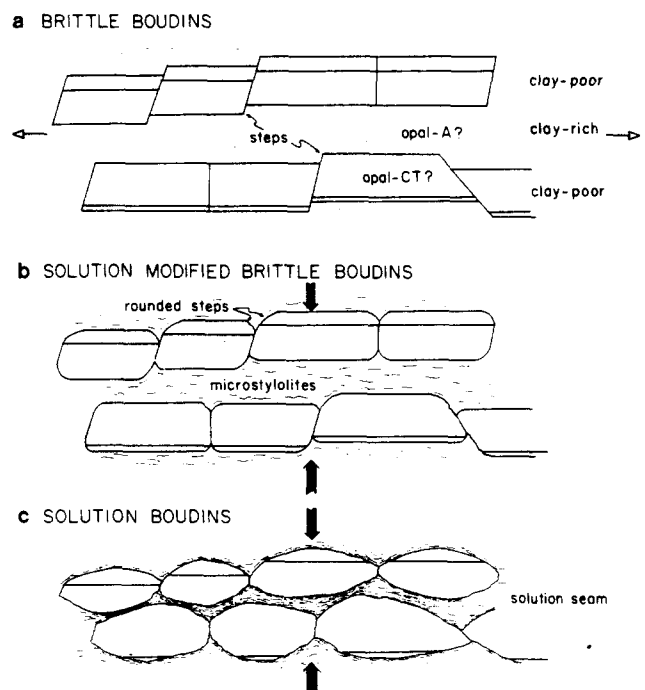 a BRITTLE BOUDINS
clay-poor
steps
opal-A?
clay-rich
opal-CT?
clay-poor
b SOLUTION MODIFIED BRITTLE BOUDINS
rounded steps
microstylolites
c SOLUTION BOUDINS
solution seam